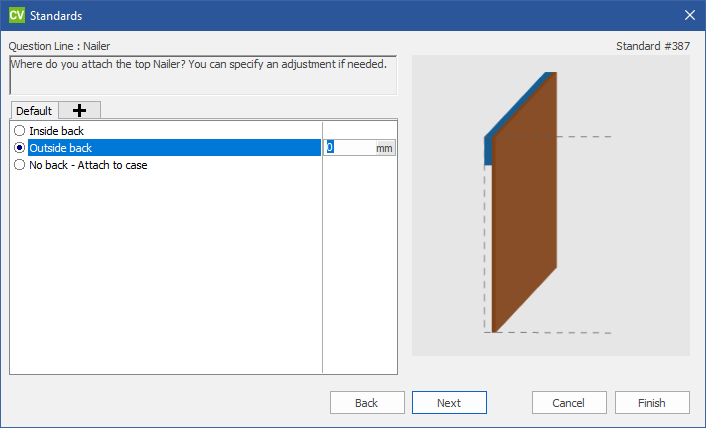 CV Standards
Question Line : Nailer
Standard #387
Where do you attach the top Nailer? You can specify an adjustment if needed.
Default
Inside back
Outside back 0 mm
No back - Attach to case
Back Next Cancel Finish